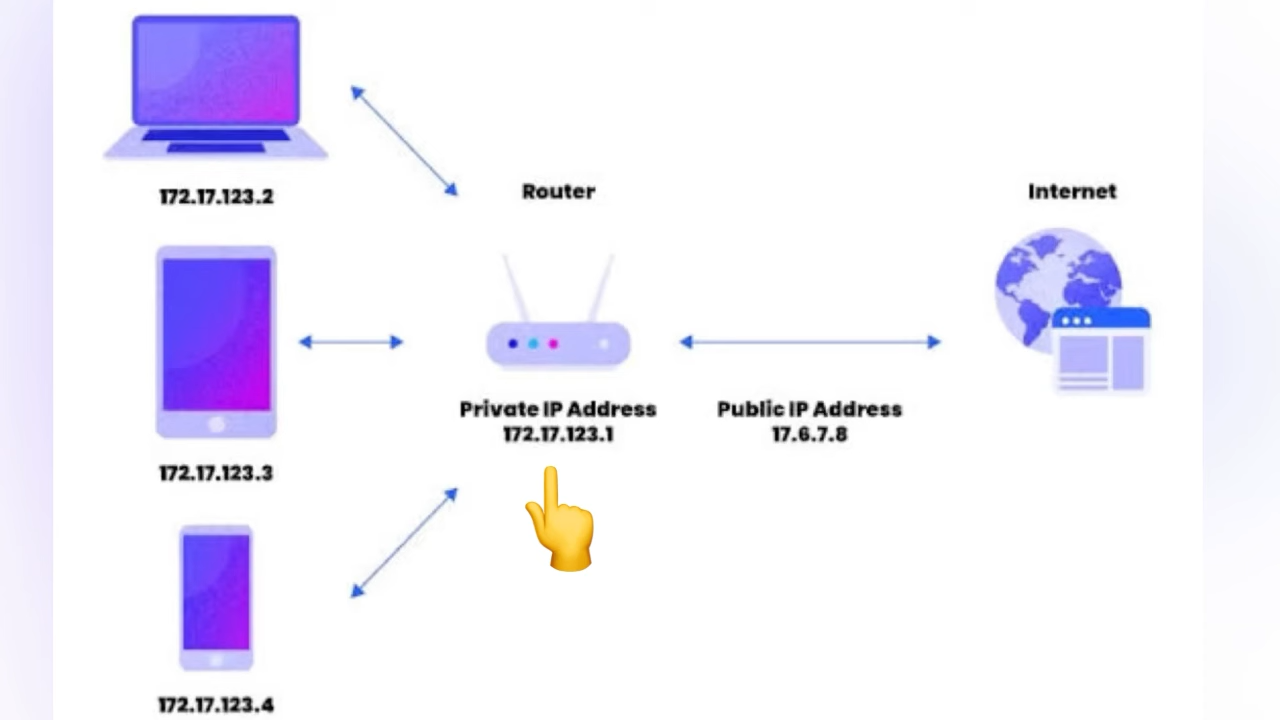 172.17.123.2
Router
Internet
172.17.123.3
Private IP Address
172.17.123.1
Public IP Address
17.6.7.8
172.17.123.4